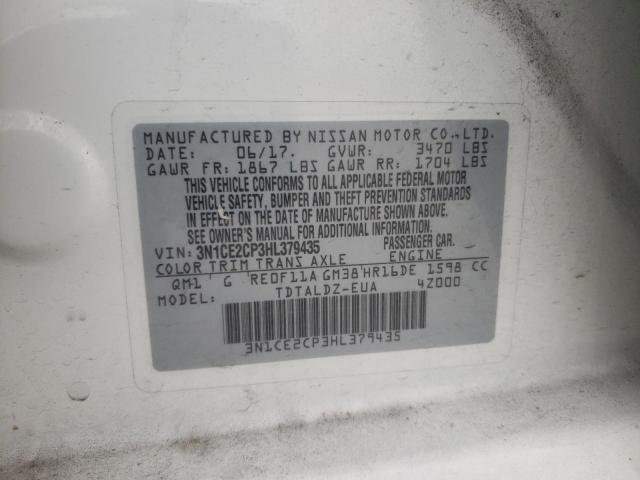 MANUFACTURED BY NISSAN MOTOR CO.,LTD.
DATE: 06/17. GVWR: 3470 LBS
GAWR FR: 1867 LBS GAWR RR: 1704 LBS
THIS VEHICLE CONFORMS TO ALL APPLICABLE FEDERAL MOTOR
VEHICLE SAFETY, BUMPER AND THEFT PREVENTION STANDARDS
IN EFFECT ON THE DATE OF MANUFACTURE SHOWN ABOVE.
SEE OWNER'S MANUAL FOR ADDITIONAL INFORMATION.
VIN: 3N1CE2CP3HL379435 PASSENGER CAR.
COLOR TRIM TRANS AXLE ENGINE
QM1 G RE0F11A GM38 HR16DE 1598 CC
MODEL: TDTALDZ-EUA 4Z000
3N1CE2CP3HL379435